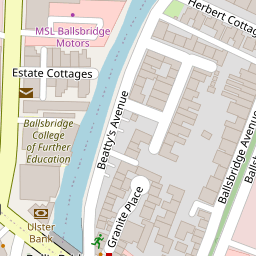 Herbert Cottag
MSL Ballsbridge
Motors
Estate Cottages
Ballsbridge
College
of Further
Education
Beatty's Avenue
Ballsbridge Avenue
Granite Place
Ulster
Bank